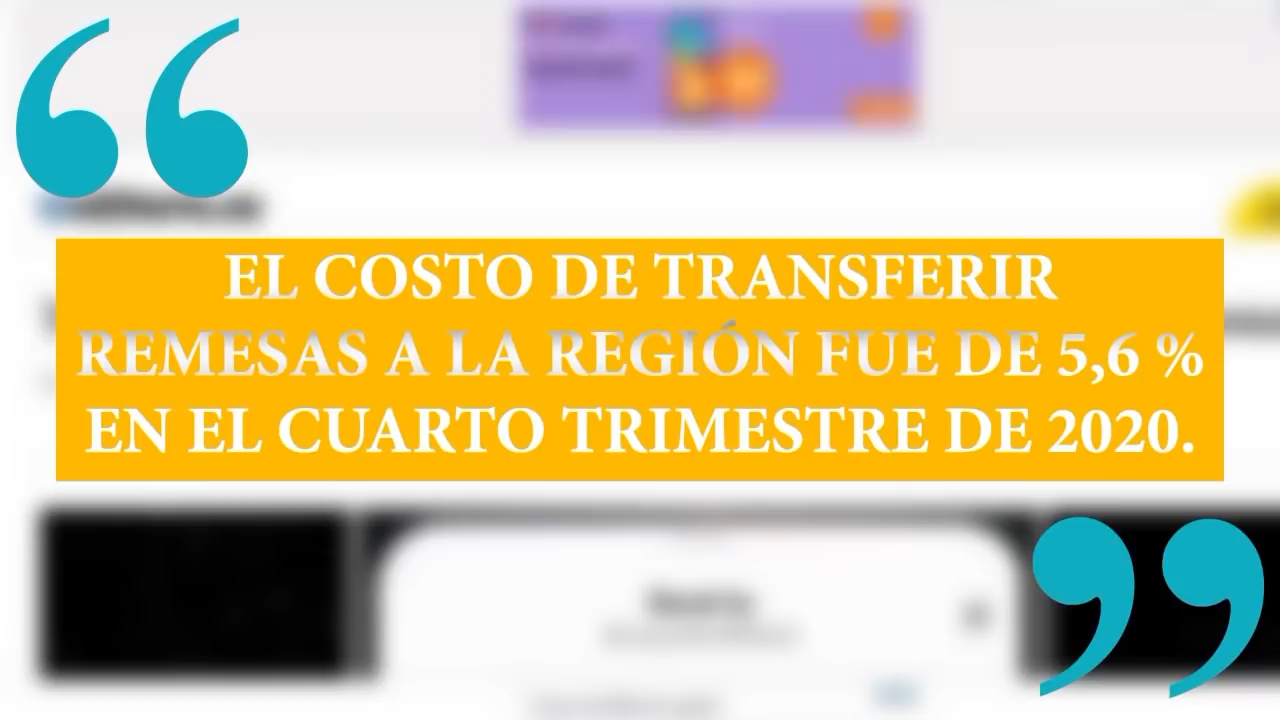 EL COSTO DE TRANSFERIR
REMESAS A LA REGIÓN FUE DE 5,6 %
EN EL CUARTO TRIMESTRE DE 2020.